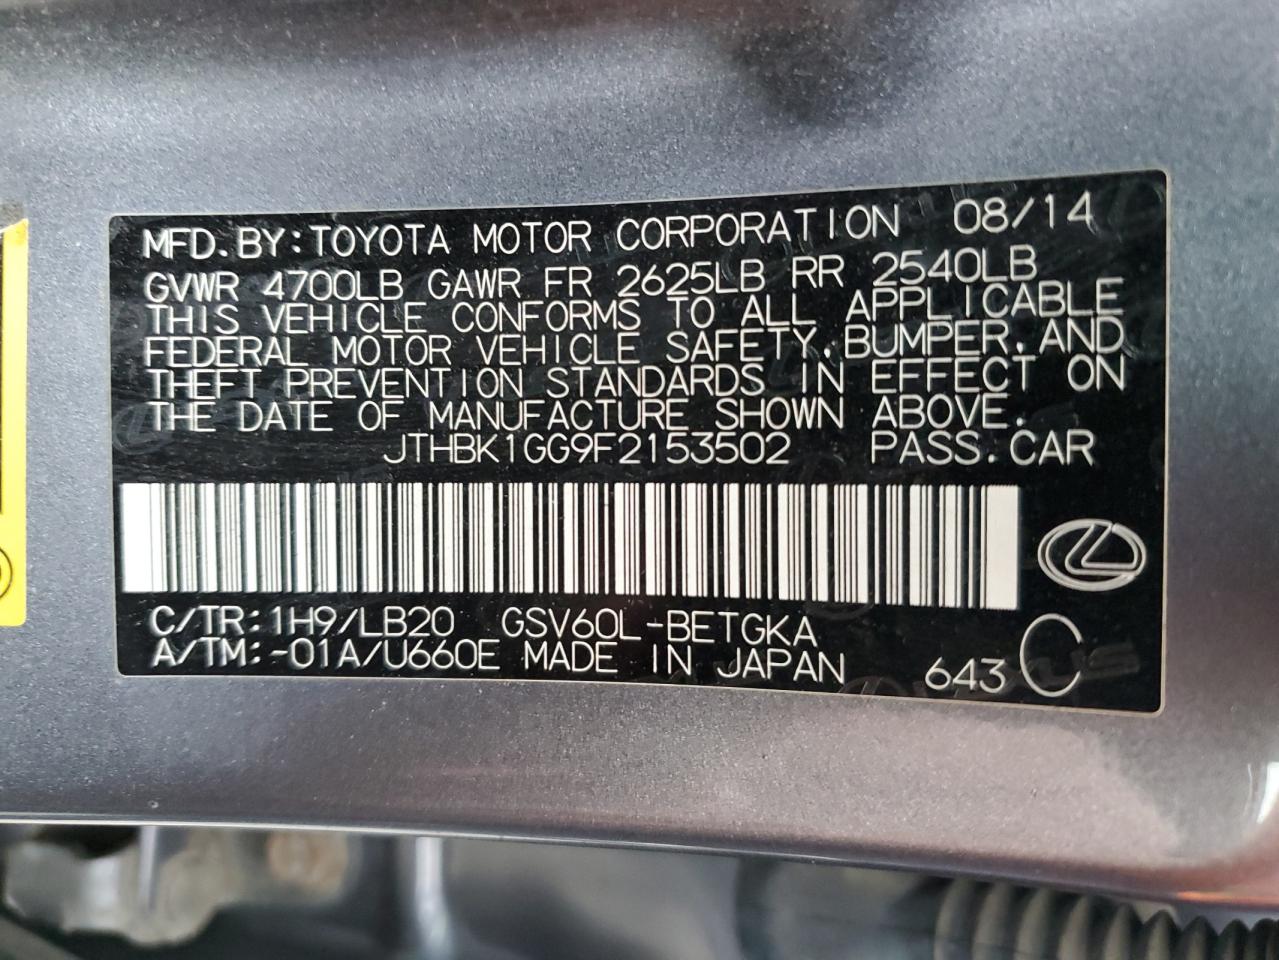 MFD. BY: TOYOTA MOTOR CORPORATION 08/14
GVWR 4700LB GAWR FR 2625LB RR 2540LB
THIS VEHICLE CONFORMS TO ALL APPLICABLE
FEDERAL MOTOR VEHICLE SAFETY, BUMPER, AND
THEFT PREVENTION STANDARDS IN EFFECT ON
THE DATE OF MANUFACTURE SHOWN ABOVE.
JTHBK1GG9F2153502 PASS. CAR
C/TR: 1H9/LB20 GSV60L-BETGKA
A/TM: -01A/U660E MADE IN JAPAN 643 C